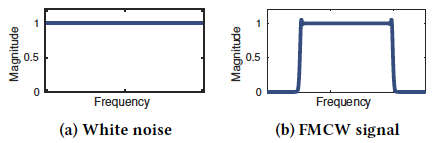 Magnitude
1
0.5
0
Frequency
(a) White noise
Magnitude
1
0.5
0
Frequency
(b) FMCW signal